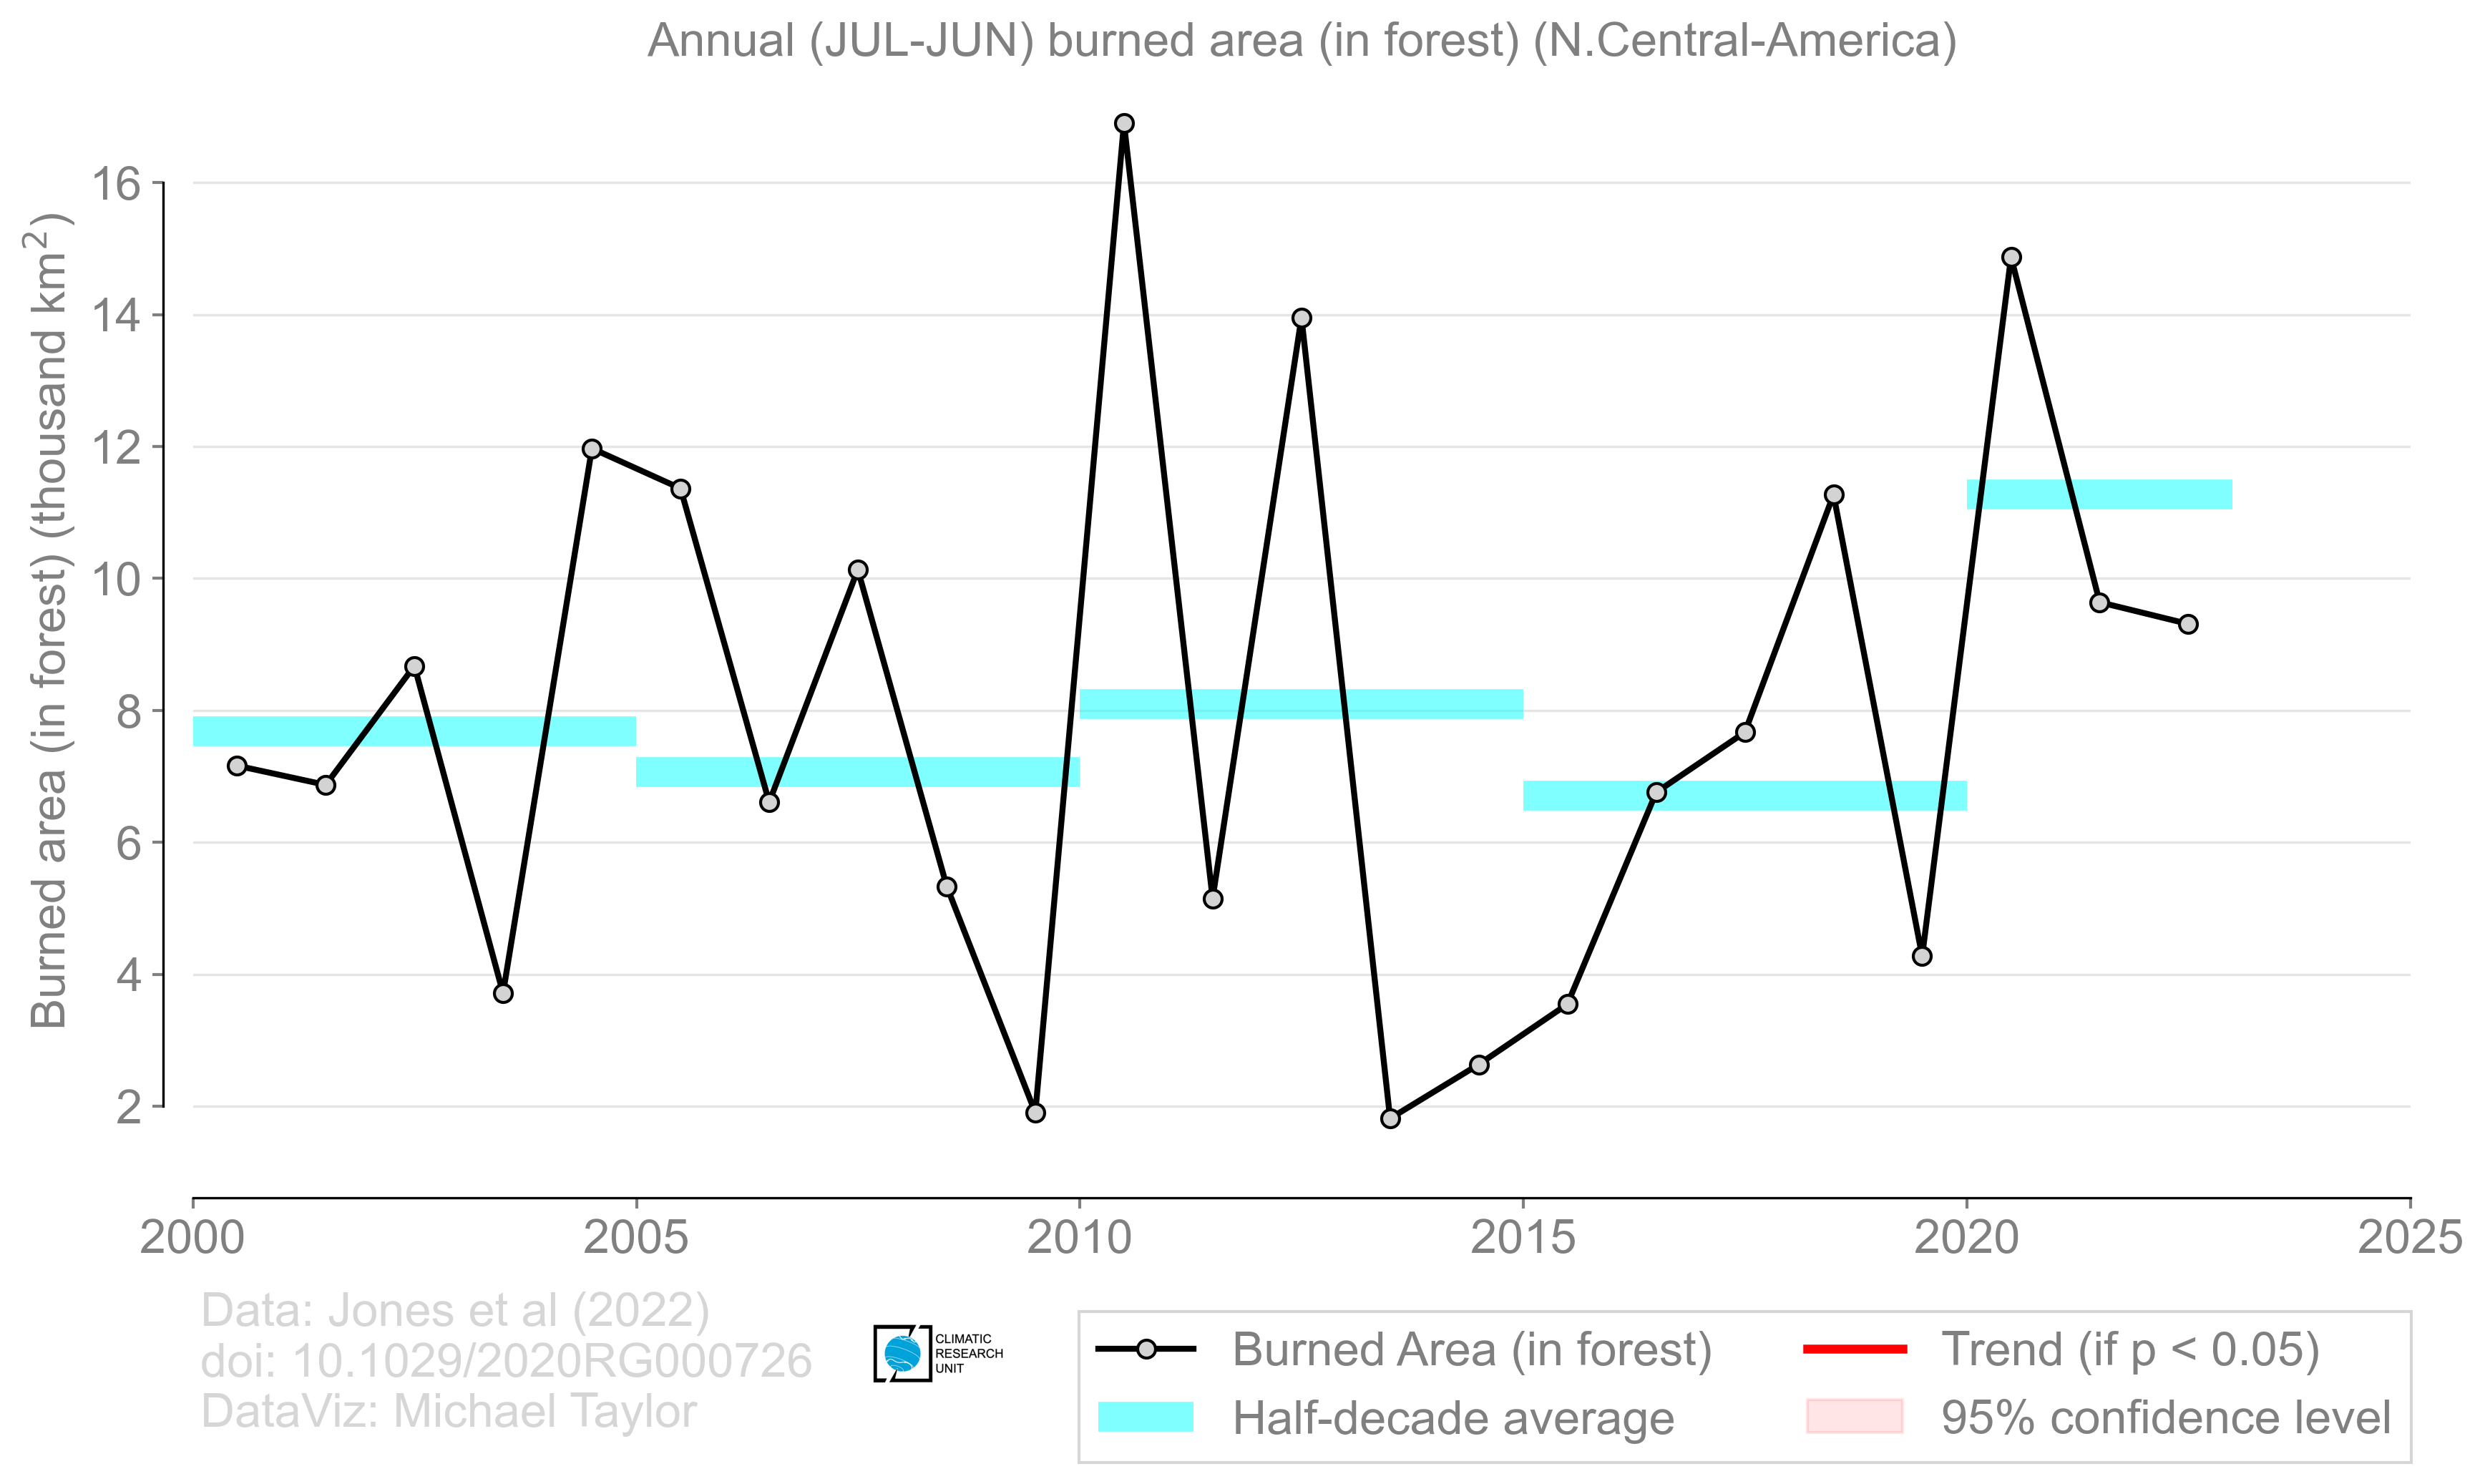 Annual (JUL-JUN) burned area (in forest) (N.Central-America)
Burned area (in forest) (thousand km²)
16
14
12
10
8
6
4
2
2000 2005 2010 2015 2020 2025
Data: Jones et al (2022)
doi: 10.1029/2020RG000726
DataViz: Michael Taylor
CLIMATIC
RESEARCH
UNIT
Burned Area (in forest)
Half-decade average
Trend (if p < 0.05)
95% confidence level